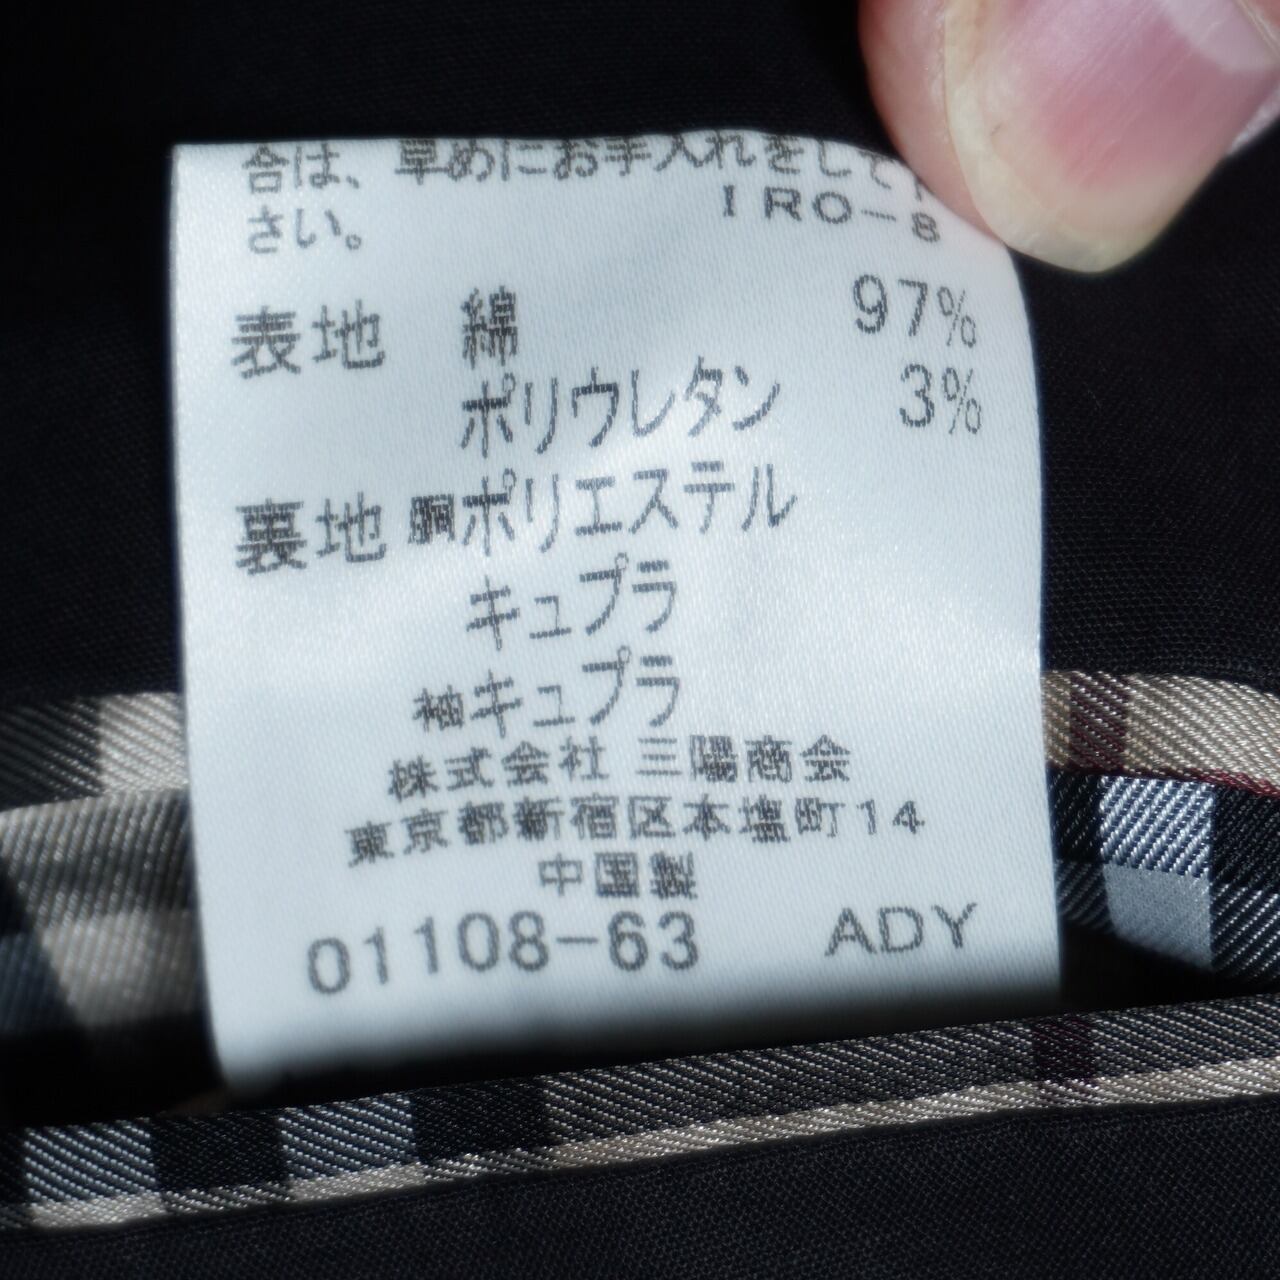 合は、早めにお手入れをして下
さい。
IRO-8
表地 綿 97%
ポリウレタン 3%
裏地 胴ポリエステル
キュプラ
袖キュプラ
株式会社 三陽商会
東京都新宿区本塩町14
中国製
01108-63 ADY